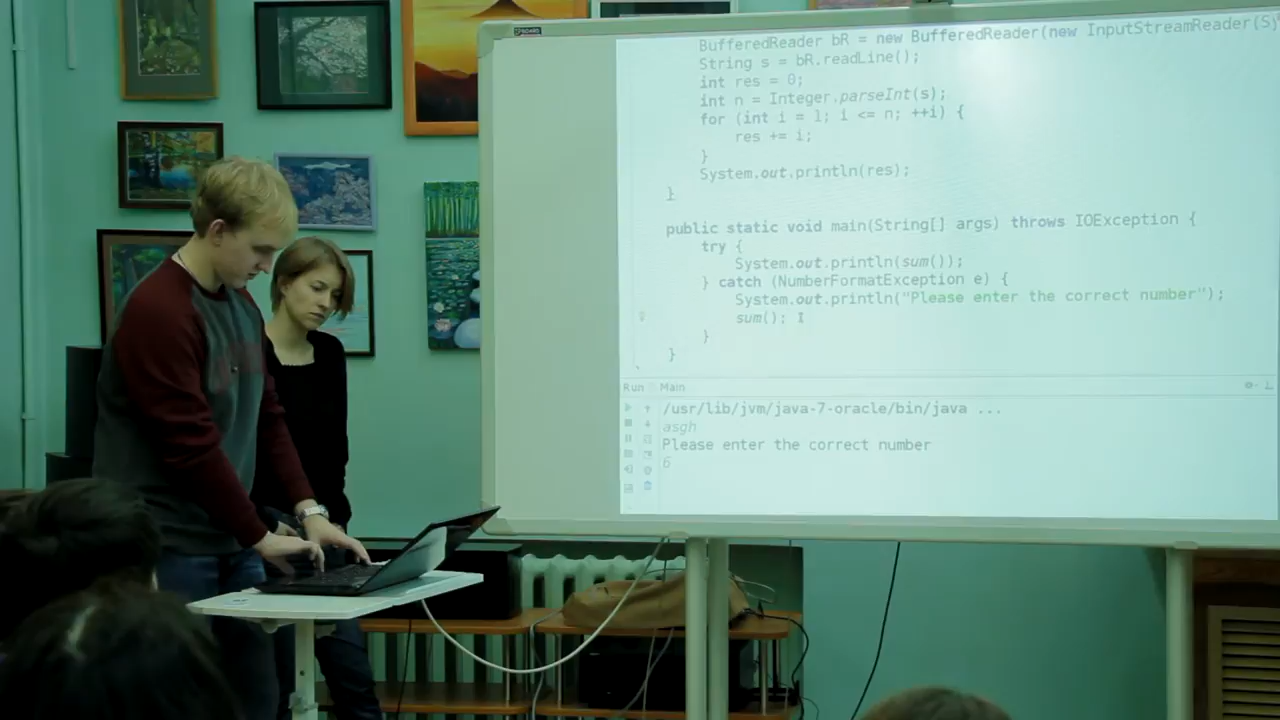 BufferedReader bR = new BufferedReader(new InputStreamReader(S
String s = bR.readLine();
int res = 0;
int n = Integer.parseInt(s);
for (int i = 1; i <= n; ++i) {
res += i;
}
System.out.println(res);
}
public static void main(String[] args) throws IOException {
try {
System.out.println(sum());
} catch (NumberFormatException e) {
System.out.println("Please enter the correct number");
sum();
}
}
Run Main
/usr/lib/jvm/java-7-oracle/bin/java ...
asgh
Please enter the correct number
6